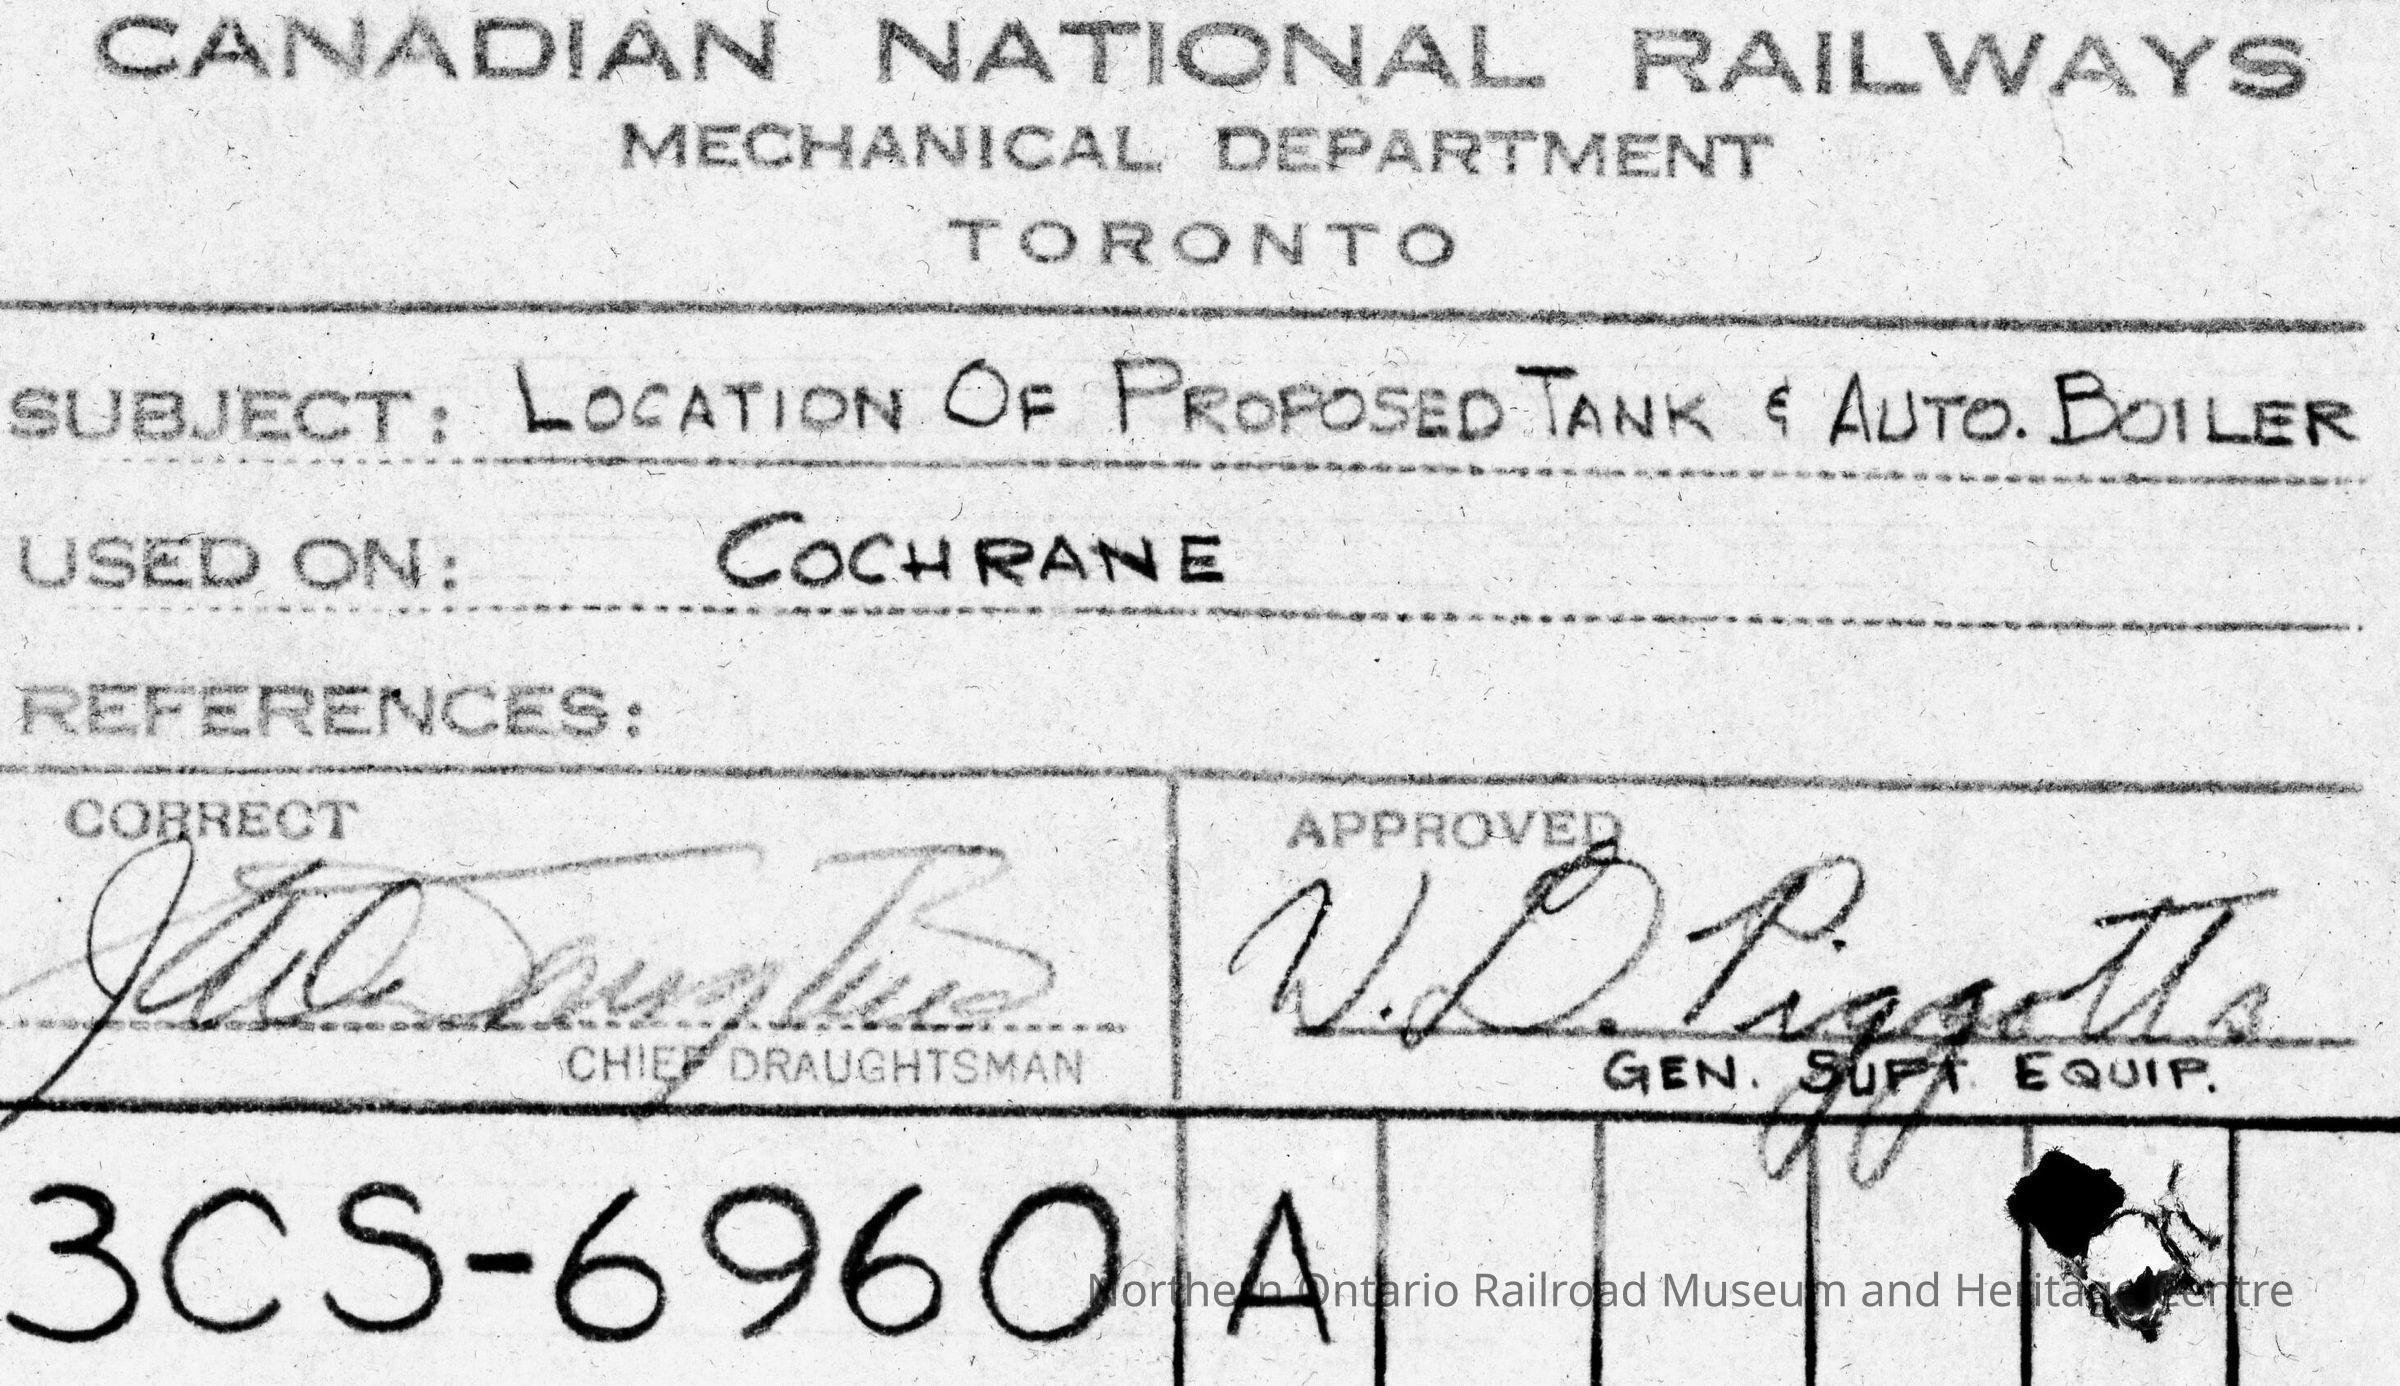 CANADIAN NATIONAL RAILWAYS
MECHANICAL DEPARTMENT
TORONTO
SUBJECT: LOCATION OF PROPOSED TANK & AUTO. BOILER
USED ON: COCHRANE
REFERENCES:
CORRECT
APPROVED
W. D. Piggotts
CHIEF DRAUGHTSMAN
GEN. SUPT EQUIP.
3CS-6960 A
Northern Ontario Railroad Museum and Heritage Centre